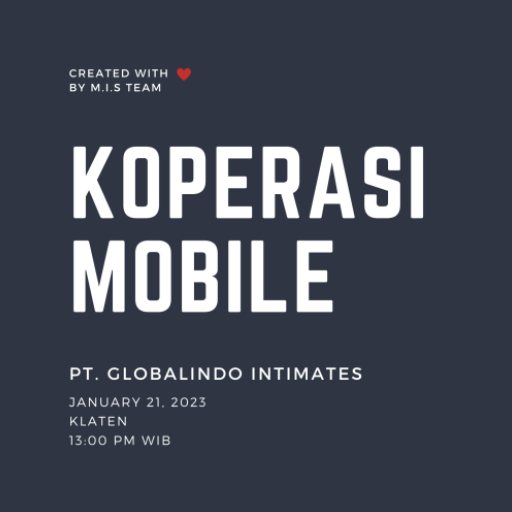 CREATED WITH ❤
BY M.I.S TEAM
KOPERASI
MOBILE
PT. GLOBALINDO INTIMATES
JANUARY 21, 2023
KLATEN
13:00 PM WIB